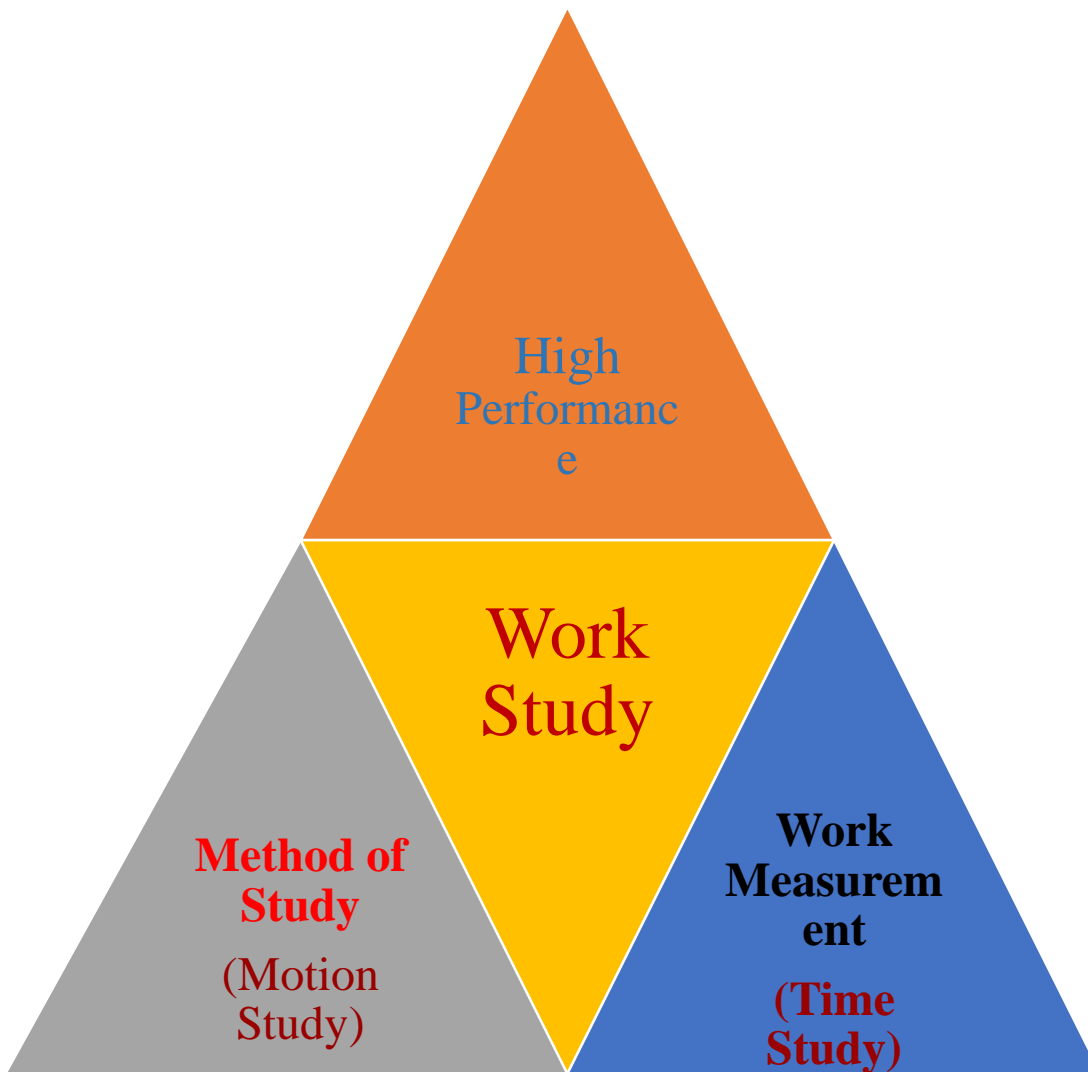 High
Performanc
e
Work
Study
Method of
Study
(Motion
Study)
Work
Measurem
ent
(Time
Study)